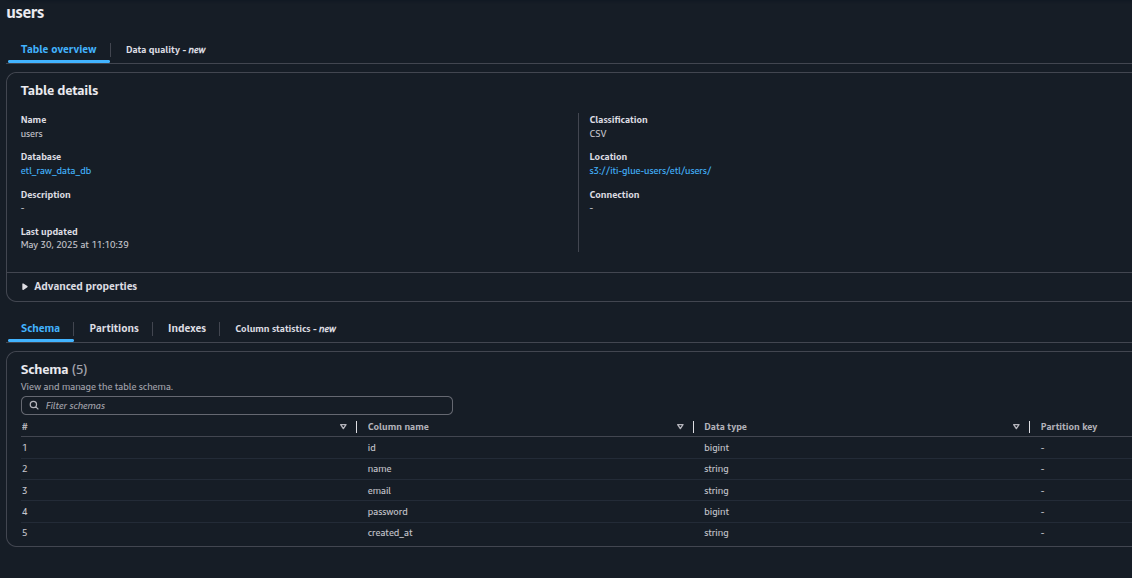 users
Table overview
Data quality - new
Table details
Name
users
Database
etl_raw_data_db
Description
-
Last updated
May 30, 2025 at 11:10:39
Classification
CSV
Location
s3://iti-glue-users/etl/users/
Connection
-
Advanced properties
Schema
Partitions
Indexes
Column statistics - new
Schema (5)
View and manage the table schema.
Filter schemas
# Column name Data type Partition key
1 id bigint -
2 name string -
3 email string -
4 password bigint -
5 created_at string -